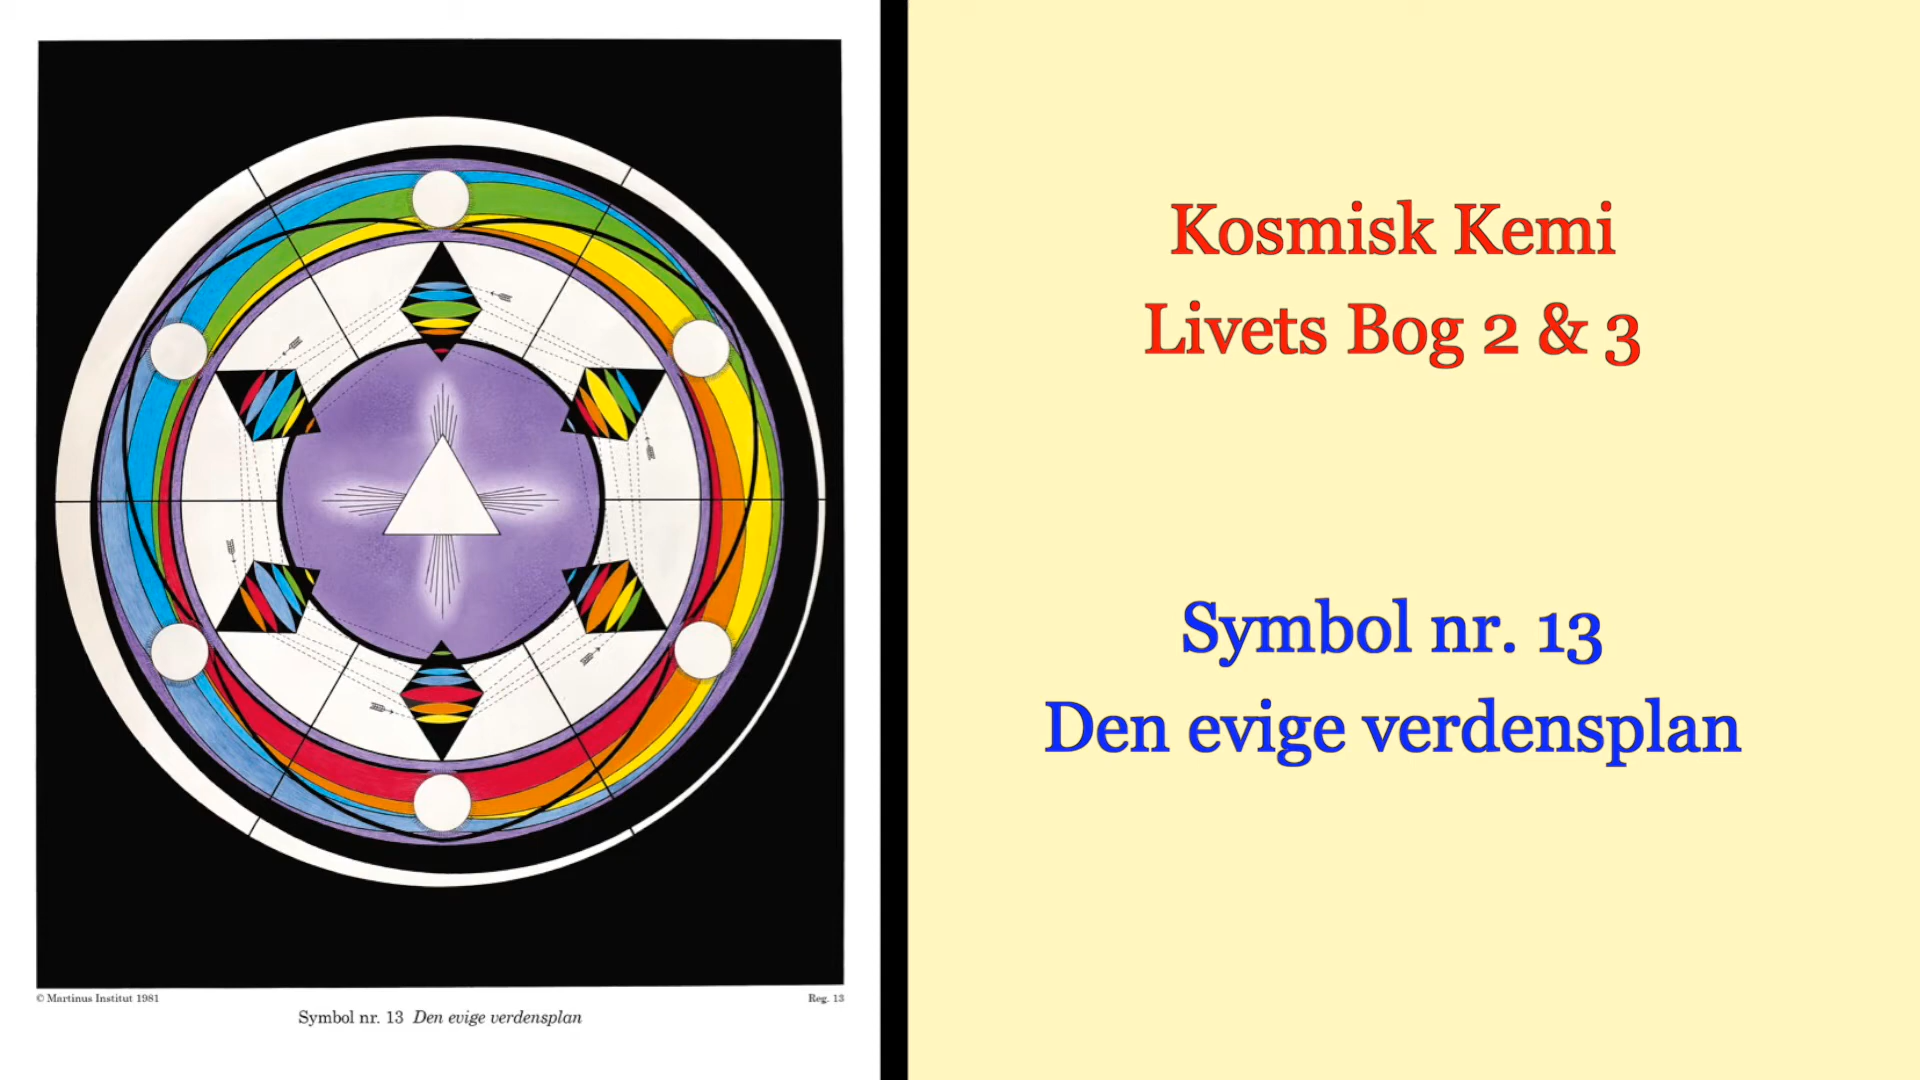 © Martinus Institut 1981
Reg. 13
Symbol nr. 13 Den evige verdensplan
Kosmisk Kemi
Livets Bog 2 & 3
Symbol nr. 13
Den evige verdensplan